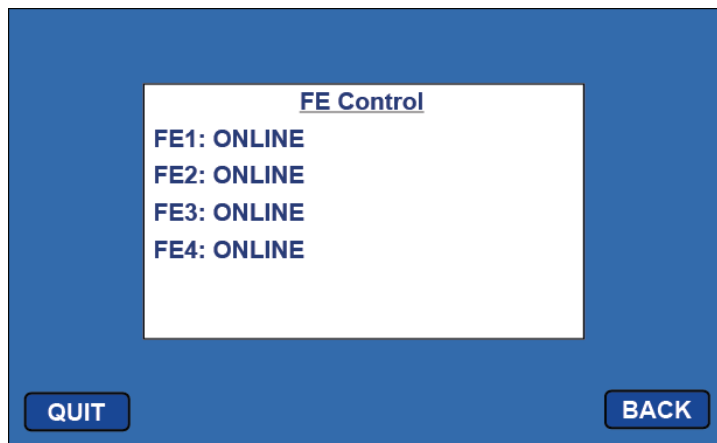 FE Control
FE1: ONLINE
FE2: ONLINE
FE3: ONLINE
FE4: ONLINE
QUIT
BACK